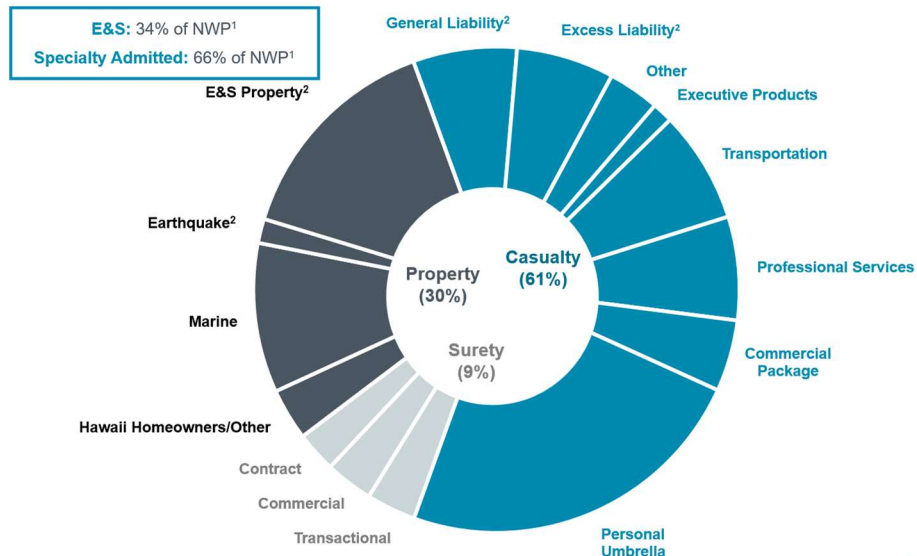 E&S: 34% of NWP¹
Specialty Admitted: 66% of NWP¹
General Liability²
Excess Liability²
Other
Executive Products
Transportation
Professional Services
Commercial
Package
Personal
Umbrella
Transactional
Commercial
Contract
Hawaii Homeowners/Other
Marine
Earthquake²
E&S Property²
Property
(30%)
Casualty
(61%)
Surety
(9%)